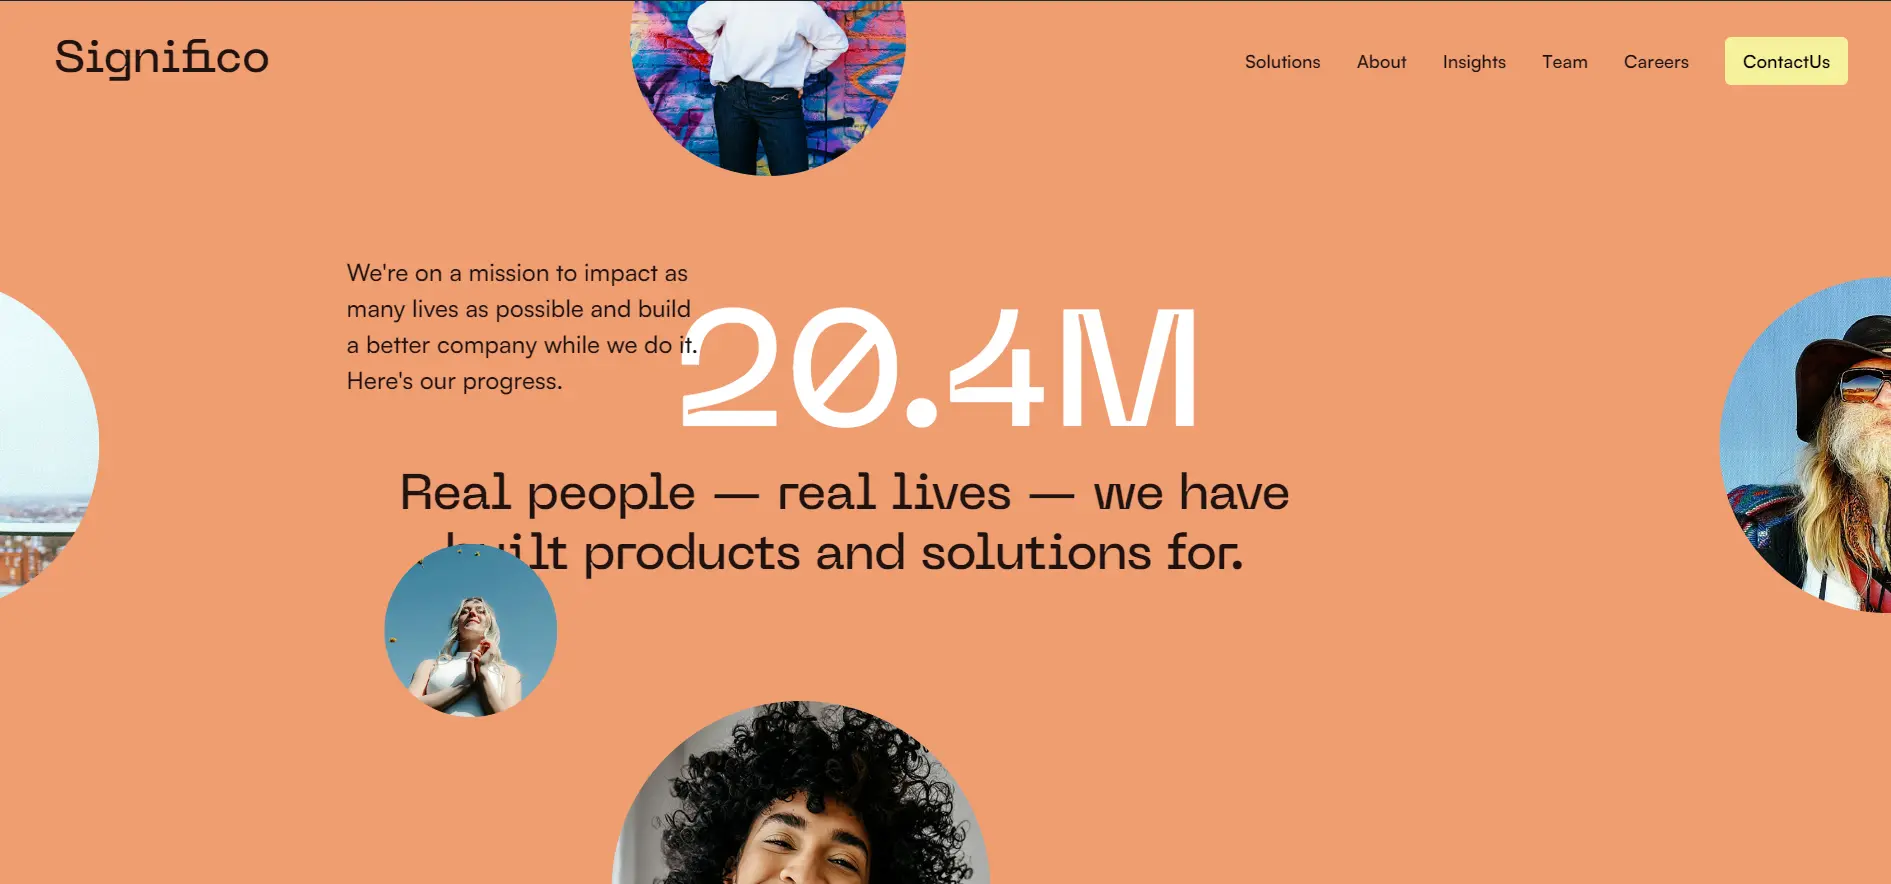 Significo
Solutions
About
Insights
Team
Careers
ContactUs
We're on a mission to impact as
many lives as possible and build
a better company while we do it.
Here's our progress.
20.4M
Real people — real lives — we have
built products and solutions for.